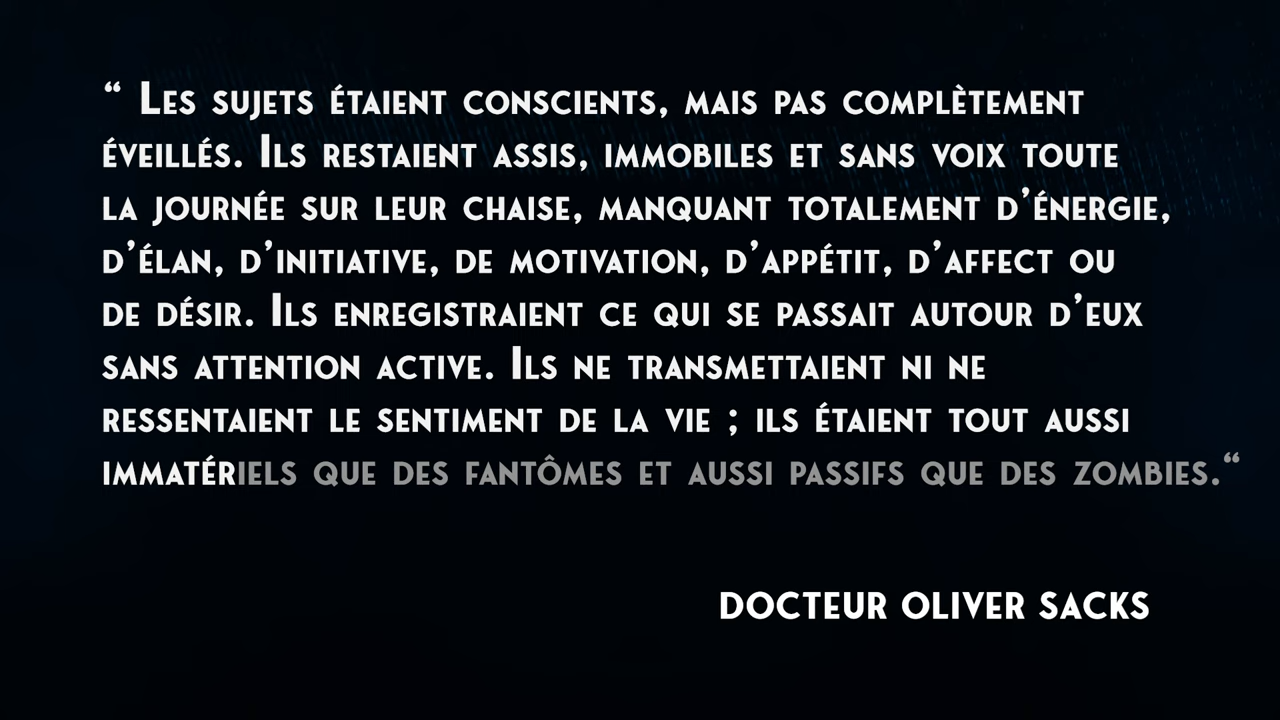 “ Les sujets étaient conscients, mais pas complètement
éveillés. Ils restaient assis, immobiles et sans voix toute
la journée sur leur chaise, manquant totalement d’énergie,
d’élan, d’initiative, de motivation, d’appétit, d’affect ou
de désir. Ils enregistraient ce qui se passait autour d’eux
sans attention active. Ils ne transmettaient ni ne
ressentaient le sentiment de la vie ; ils étaient tout aussi
immatériels que des fantômes et aussi passifs que des zombies.“
DOCTEUR OLIVER SACKS